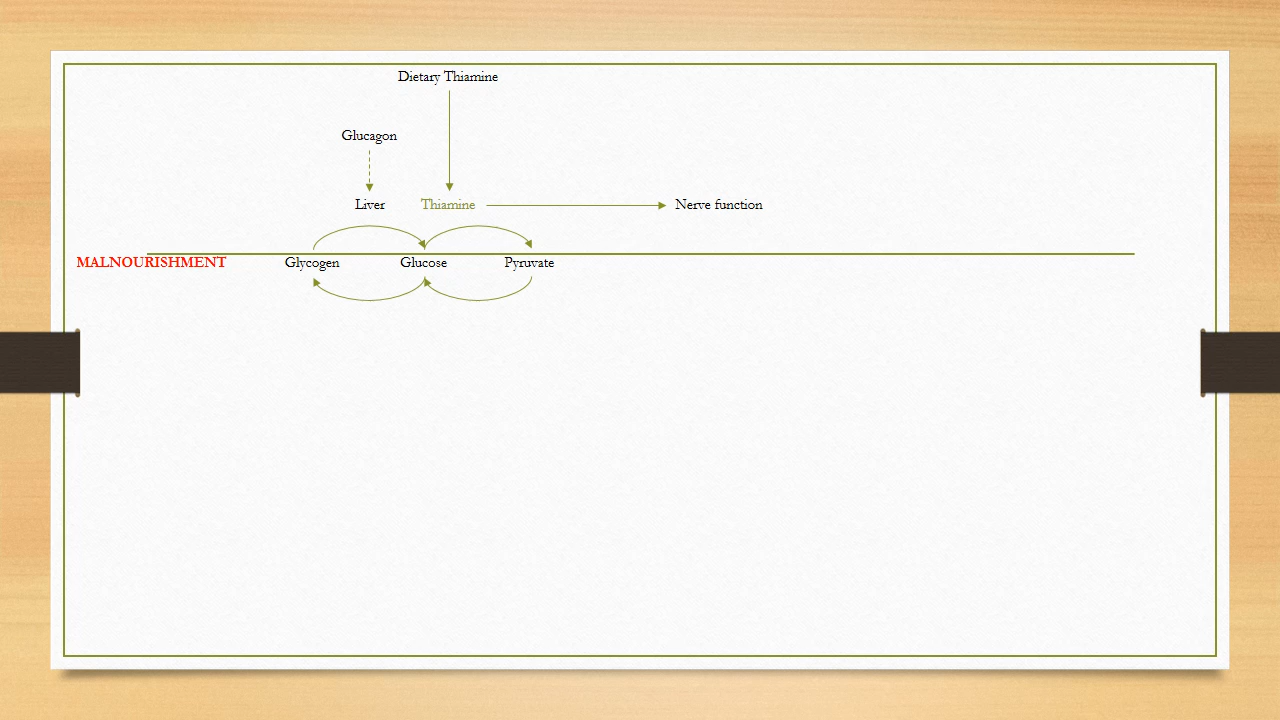 Dietary Thiamine
Glucagon
Liver Thiamine Nerve function
MALNOURISHMENT Glycogen Glucose Pyruvate